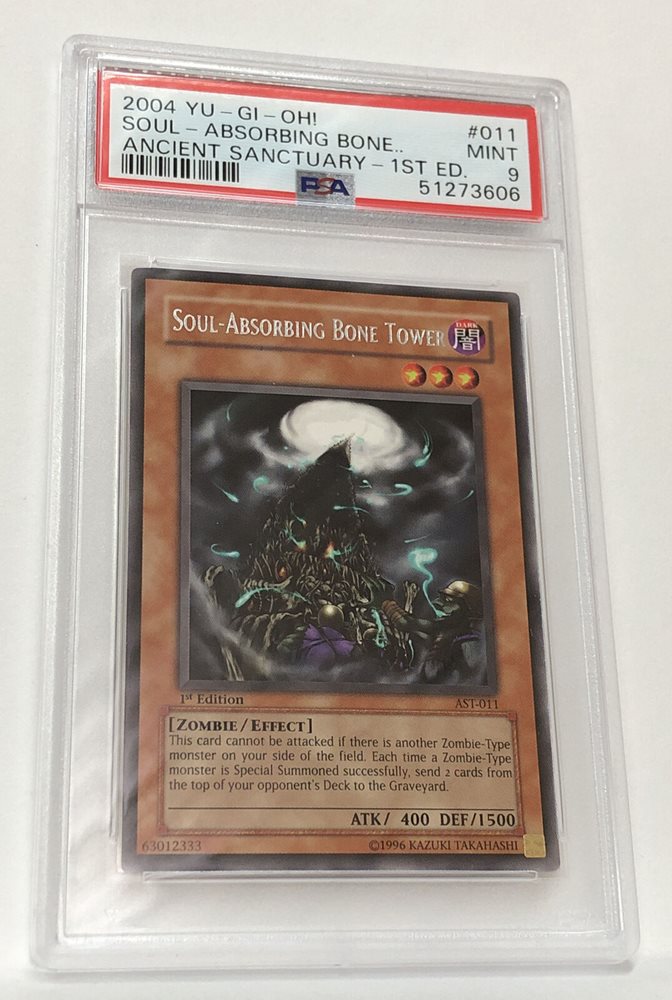 2004 YU-GI-OH! #011
SOUL-ABSORBING BONE.. MINT
ANCIENT SANCTUARY-1ST ED. 9
PSA 51273606
SOUL-ABSORBING BONE TOWER
DARK
闇
1st Edition AST-011
[ZOMBIE/EFFECT]
This card cannot be attacked if there is another Zombie-Type
monster on your side of the field. Each time a Zombie-Type
monster is Special Summoned successfully, send 2 cards from
the top of your opponent's Deck to the Graveyard.
ATK/ 400 DEF/1500
63012333 ©1996 KAZUKI TAKAHASHI